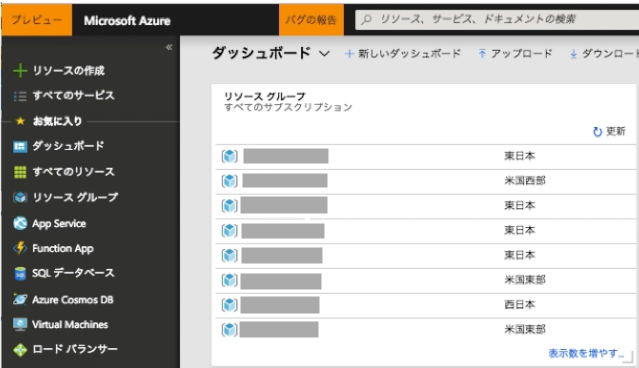 プレビュー Microsoft Azure バグの報告 リソース、サービス、ドキュメントの検索
«
リソースの作成
すべてのサービス
お気に入り
ダッシュボード
すべてのリソース
リソース グループ
App Service
Function App
SQL データベース
Azure Cosmos DB
Virtual Machines
ロード バランサー
ダッシュボード 新しいダッシュボード アップロード ダウンロー
リソース グループ
すべてのサブスクリプション
更新
東日本
米国西部
東日本
東日本
東日本
米国東部
西日本
米国東部
表示数を増やす...